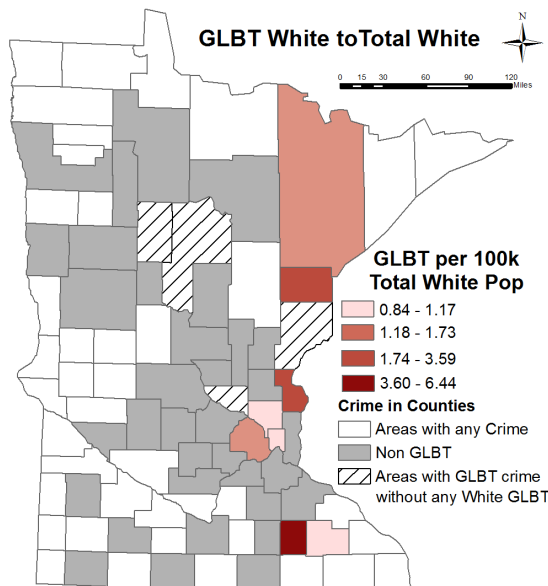 GLBT White toTotal White
N
0 15 30 60 90 120
Miles
GLBT per 100k
Total White Pop
0.84 - 1.17
1.18 - 1.73
1.74 - 3.59
3.60 - 6.44
Crime in Counties
Areas with any Crime
Non GLBT
Areas with GLBT crime
without any White GLBT